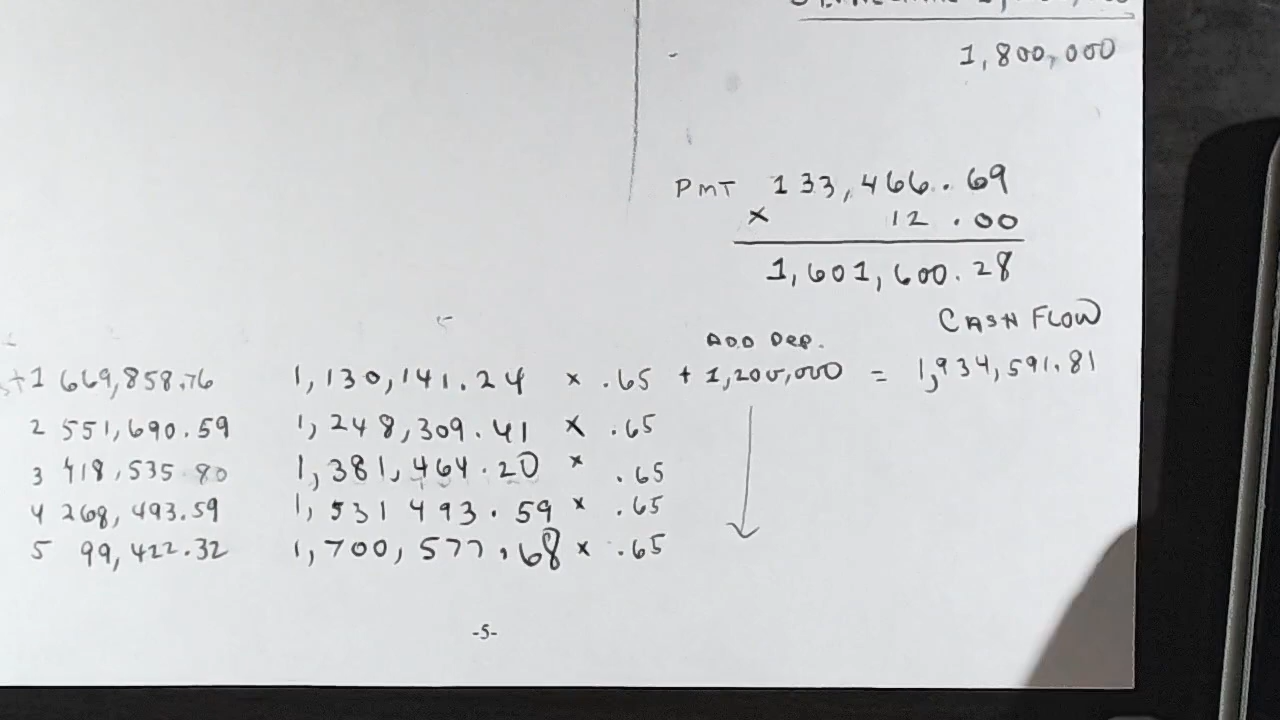 1,800,000
PMT 133,466.69
x 12.00
1,601,600.28
CASH FLOW
ADD DEP.
+1 669,858.76 1,130,141.24 x .65 + 1,200,000 = 1,934,591.81
2 551,690.59 1,248,309.41 x .65
3 418,535.80 1,381,464.20 x .65
4 268,493.59 1,531 493.59 x .65
5 99,422.32 1,700,577.68 x .65
-5-